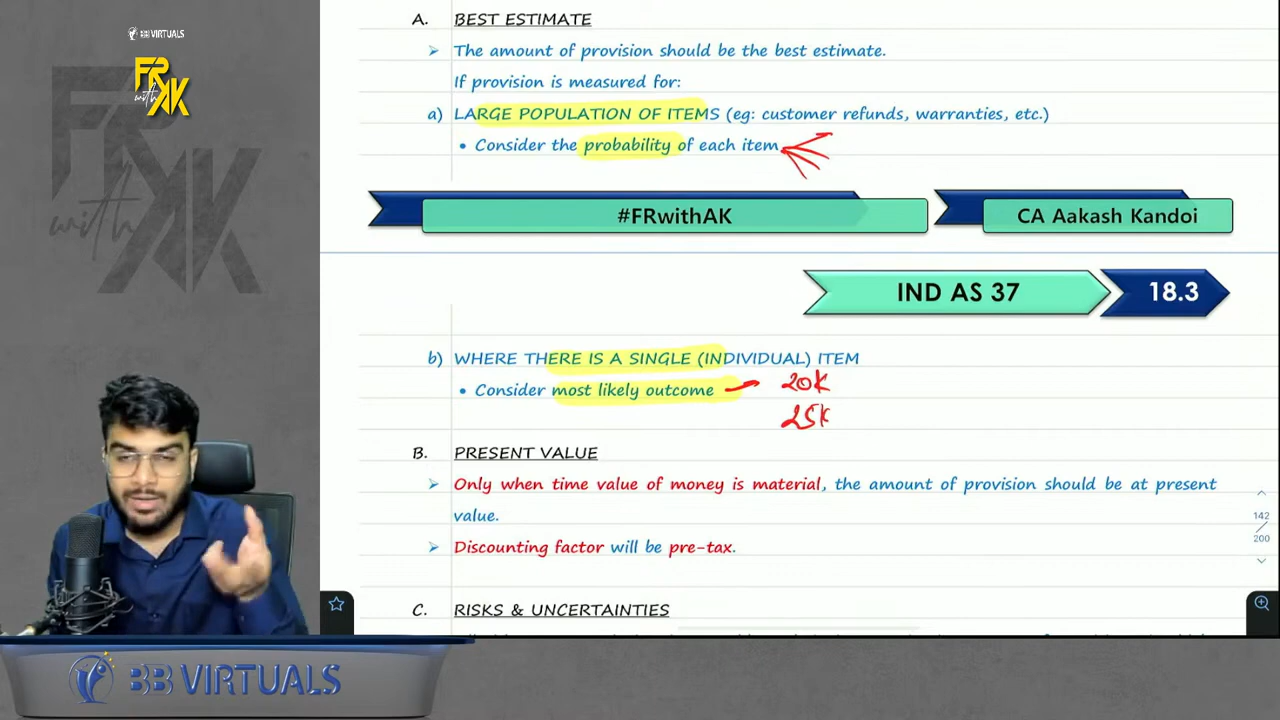 BB VIRTUALS
FR
with
AK
FR
with
AK
A. BEST ESTIMATE
➢ The amount of provision should be the best estimate.
If provision is measured for:
a) LARGE POPULATION OF ITEMS (eg: customer refunds, warranties, etc.)
• Consider the probability of each item
#FRwithAK
CA Aakash Kandoi
IND AS 37
18.3
b) WHERE THERE IS A SINGLE (INDIVIDUAL) ITEM
• Consider most likely outcome 20K
25K
B. PRESENT VALUE
➢ Only when time value of money is material, the amount of provision should be at present
value.
➢ Discounting factor will be pre-tax.
142
200
C. RISKS & UNCERTAINTIES
BB VIRTUALS